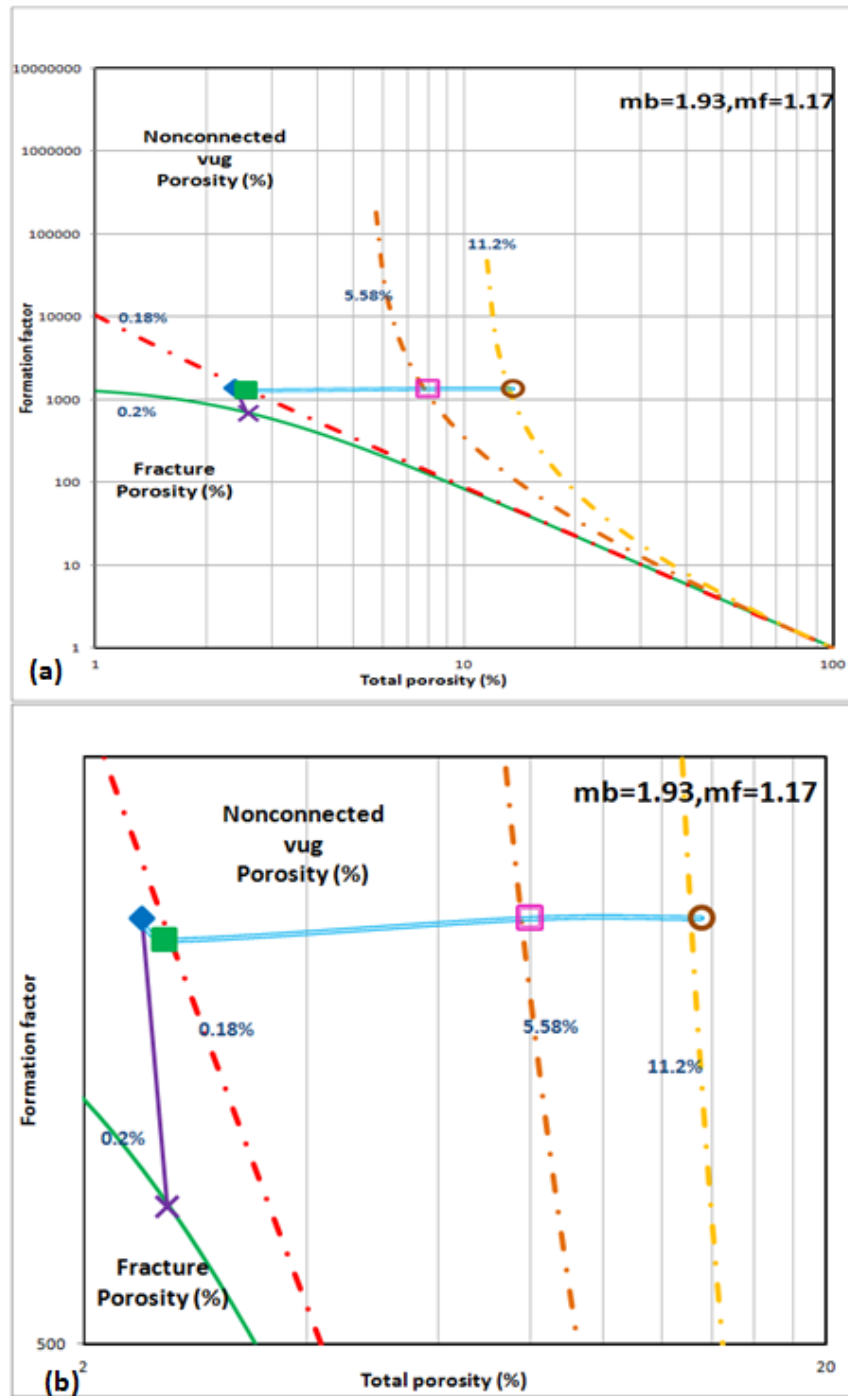 10000000
mb=1.93,mf=1.17
1000000
Nonconnected
vug
Porosity (%)
100000
11.2%
5.58%
10000
0.18%
Formation factor
1000
0.2%
Fracture
Porosity (%)
100
10
1
1
10
100
(a)
Total porosity (%)
mb=1.93,mf=1.17
Nonconnected
vug
Porosity (%)
0.18%
5.58%
11.2%
Formation factor
0.2%
Fracture
Porosity (%)
500
2
20
(b)
Total porosity (%)